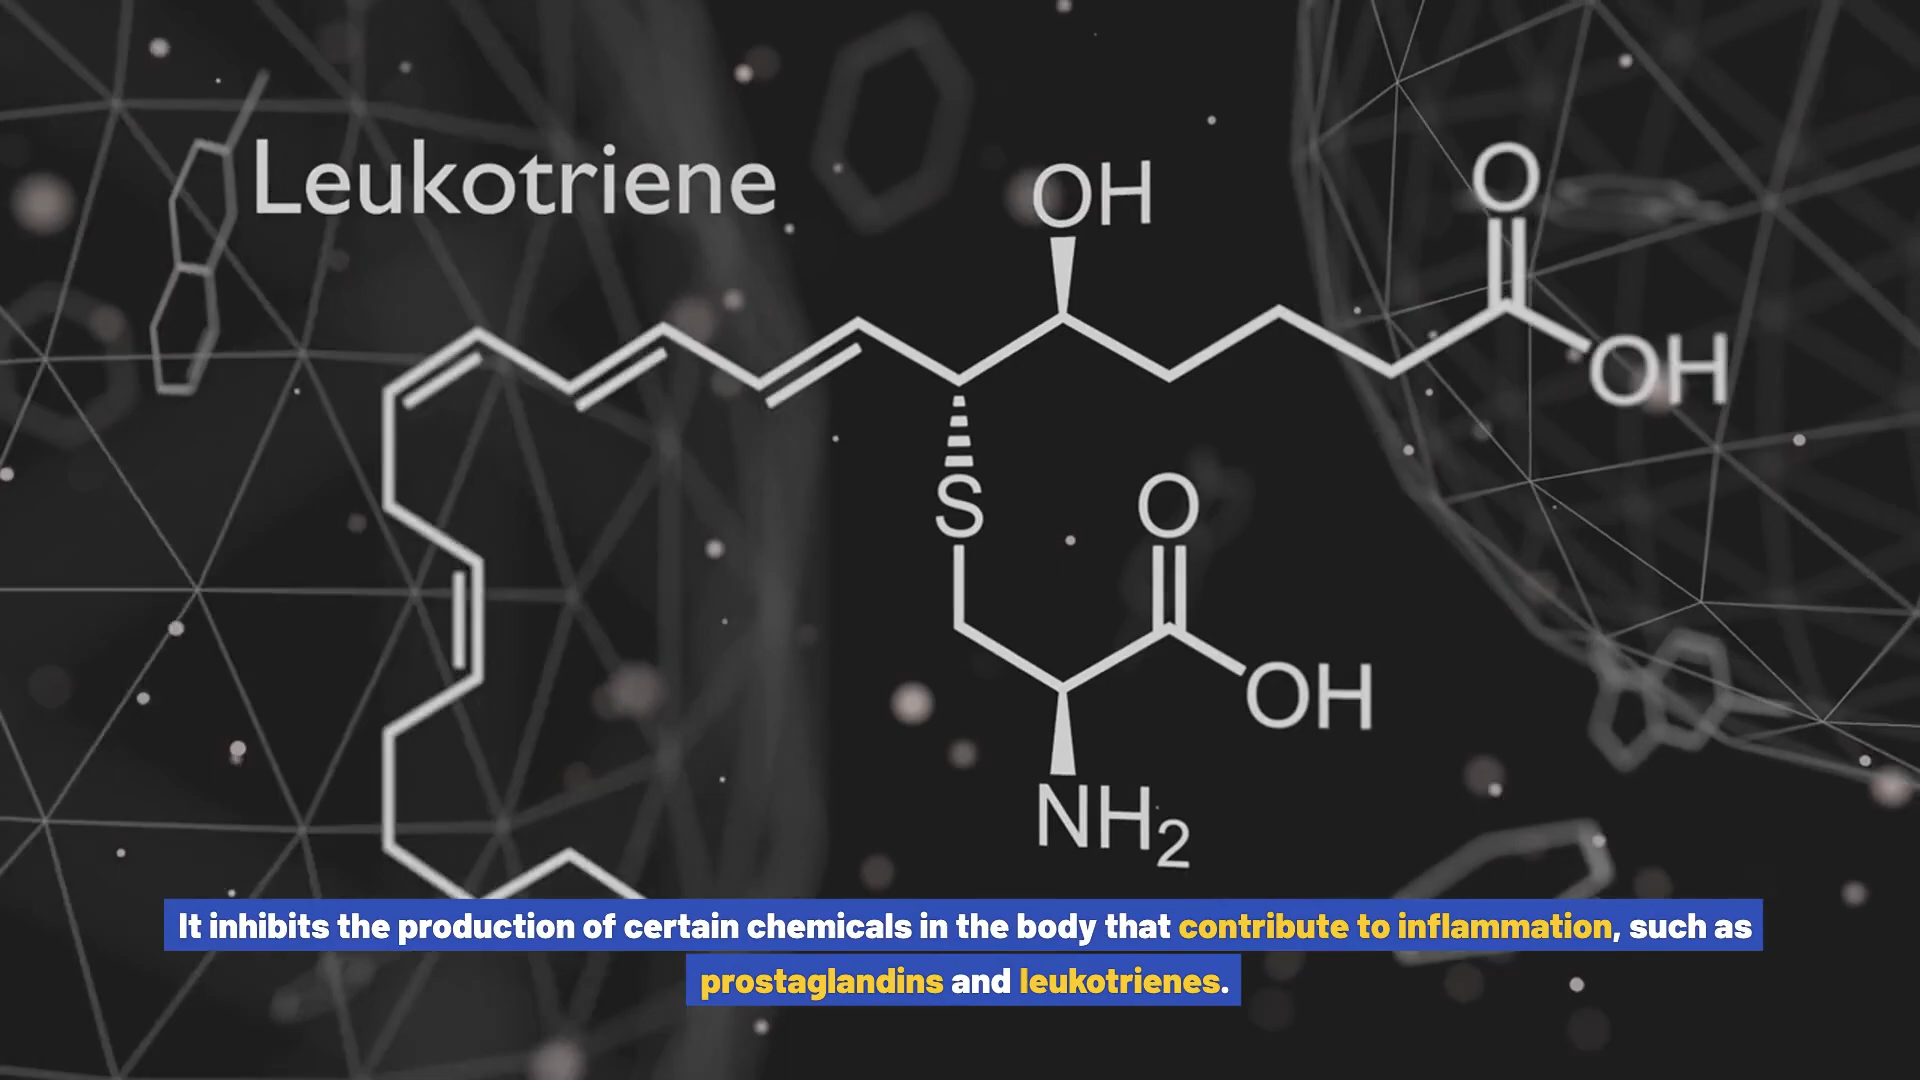 Leukotriene
OH
O
OH
S
O
OH
NH2
It inhibits the production of certain chemicals in the body that contribute to inflammation, such as
prostaglandins and leukotrienes.